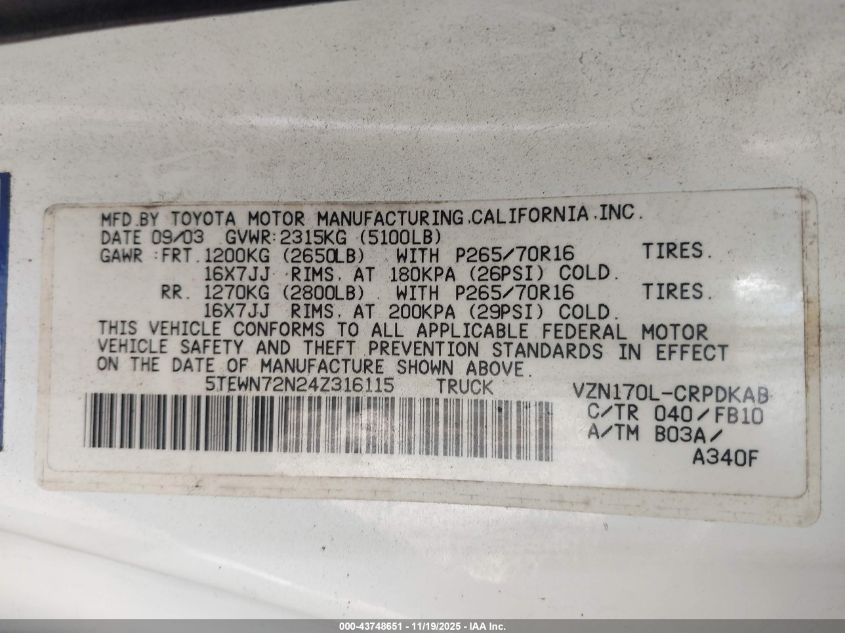 MFD.BY TOYOTA MOTOR MANUFACTURING.CALIFORNIA.INC.
DATE 09/03 GVWR:2315KG (5100LB)
GAWR :FRT. 1200KG (2650LB) WITH P265/70R16 TIRES.
16X7JJ RIMS. AT 180KPA (26PSI) COLD.
RR. 1270KG (2800LB) WITH P265/70R16 TIRES.
16X7JJ RIMS. AT 200KPA (29PSI) COLD.
THIS VEHICLE CONFORMS TO ALL APPLICABLE FEDERAL MOTOR
VEHICLE SAFETY AND THEFT PREVENTION STANDARDS IN EFFECT
ON THE DATE OF MANUFACTURE SHOWN ABOVE.
5TEWN72N24Z316115 TRUCK VZN170L-CRPDKAB
C/TR 040/FB10
A/TM B03A/
A340F
000-43748651 - 11/19/2025 - IAA Inc.